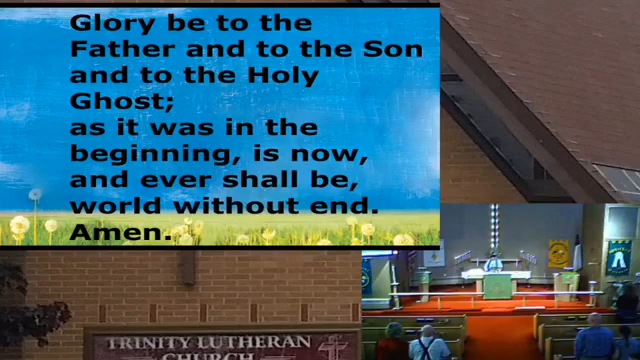 Glory be to the
Father and to the Son
and to the Holy
Ghost;
as it was in the
beginning, is now,
and ever shall be,
world without end.
Amen.
TRINITY LUTHERAN
CHURCH